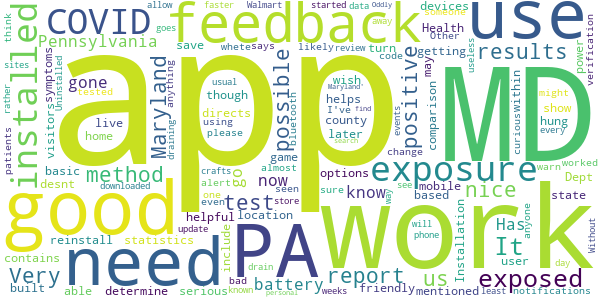 COVID
feedback
use
Pennsylvania
installed
think
sites
rather
patients
Uninstalled
symptoms
tested
gone
save
visitors
live
home
though
directs
using
please
where
says
Maryland
anything
draining
usual
away
possible
app
likely
review
Walmart
started
faster
Oddly
data
allow
goes
someone
devices
turn
Other
Health
getting
code
I've
bluetooth
helps
wish
county
later
positive
may
comparison
results
power
verification
might
show
hung
every
curious
within
MD
method
basic
desnt
downloaded
reinstall
statistics
contains
Very
built
able
determine
serious
helpful
update
crafts
alert
one
even
go
game
almost
seen
store
now
test
location
include
bad
known
drain
personal
battery
weeks
friendly
options
sure
know
mobile
based
see
way
exposure
nice
change
events
Maryland'
find
search
useless
warn
worked
Dept
state
Has
It
user
anyone
Without
day
will
phone
Installation
good
need
PA
work
report
us
mentioned
exposed
least
notifications